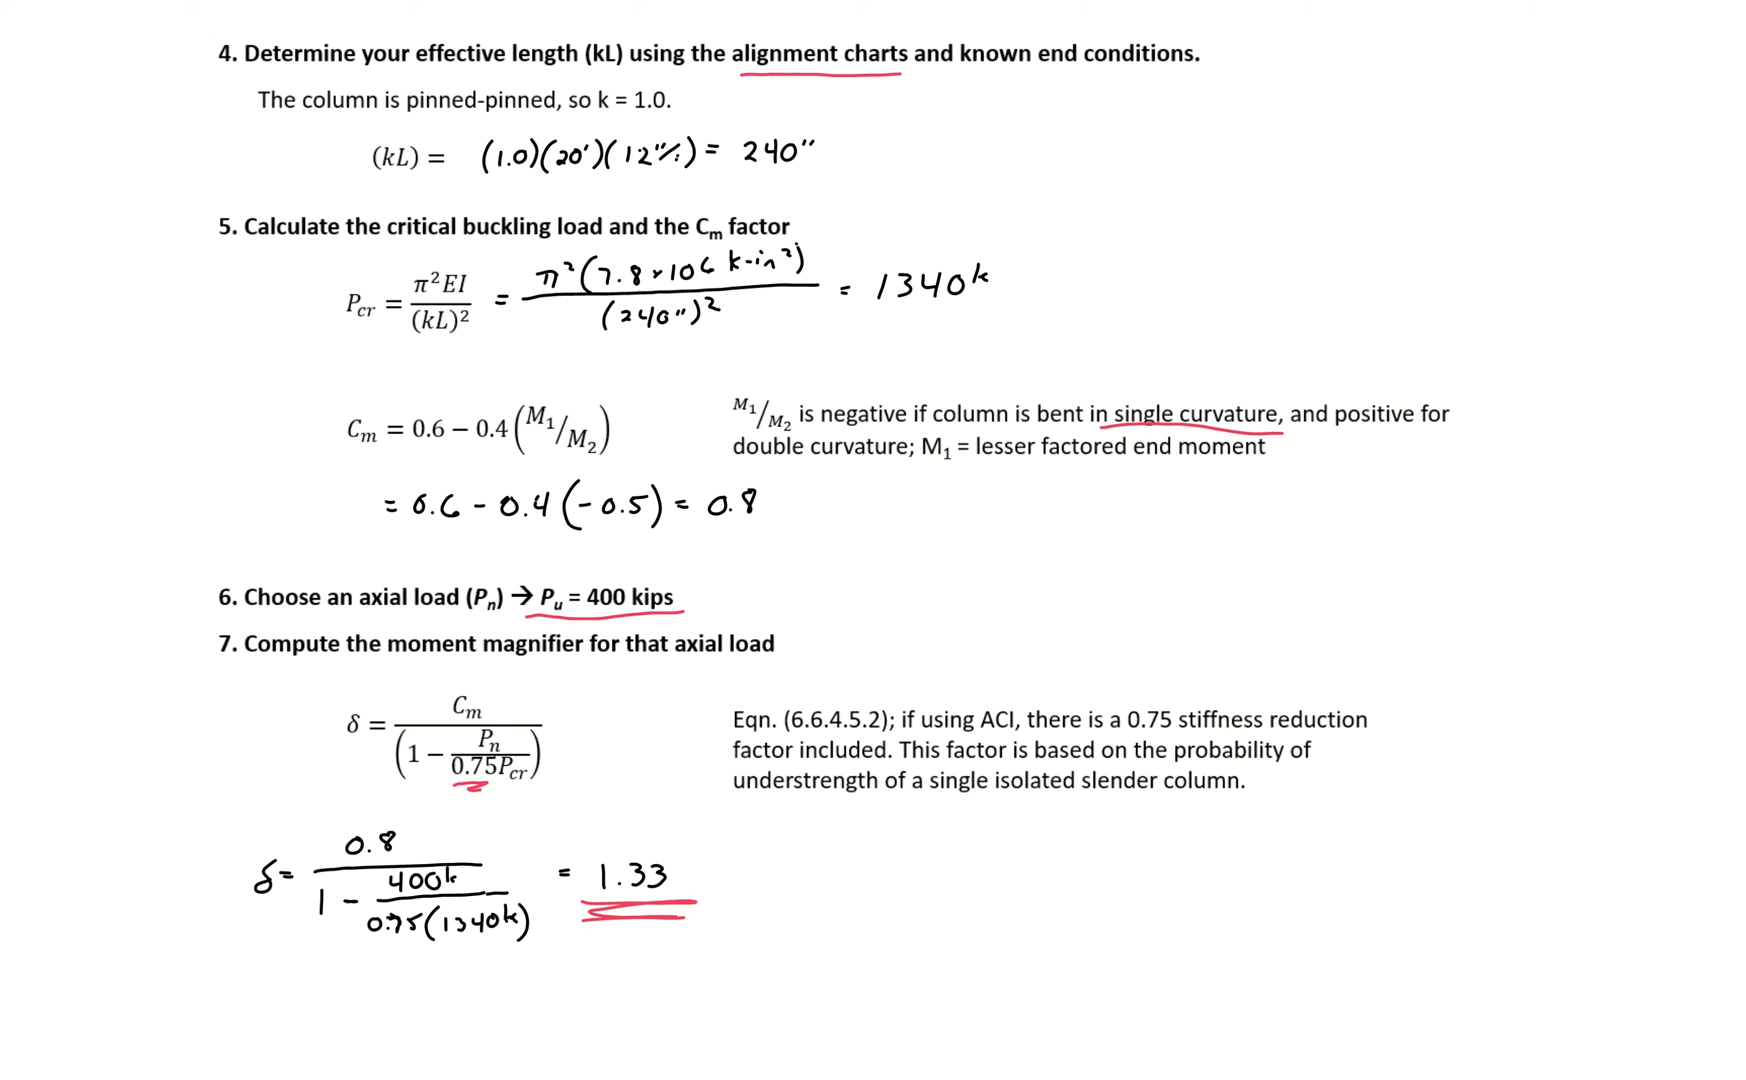 4. Determine your effective length (kL) using the alignment charts and known end conditions.
The column is pinned-pinned, so k = 1.0.
(kL) = (1.0)(20')(12"/') = 240"
5. Calculate the critical buckling load and the Cm factor
Pcr = π²EI / (kL)² = π²(7.8×106 k-in²) / (240")² = 1340k
Cm = 0.6 − 0.4 (M1/M2)
M1/M2 is negative if column is bent in single curvature, and positive for
double curvature; M1 = lesser factored end moment
= 0.6 - 0.4 (-0.5) = 0.8
6. Choose an axial load (Pn) → Pu = 400 kips
7. Compute the moment magnifier for that axial load
δ = Cm / (1 − Pn / 0.75Pcr)
Eqn. (6.6.4.5.2); if using ACI, there is a 0.75 stiffness reduction
factor included. This factor is based on the probability of
understrength of a single isolated slender column.
δ = 0.8 / 1 - 400k / 0.75(1340k) = 1.33